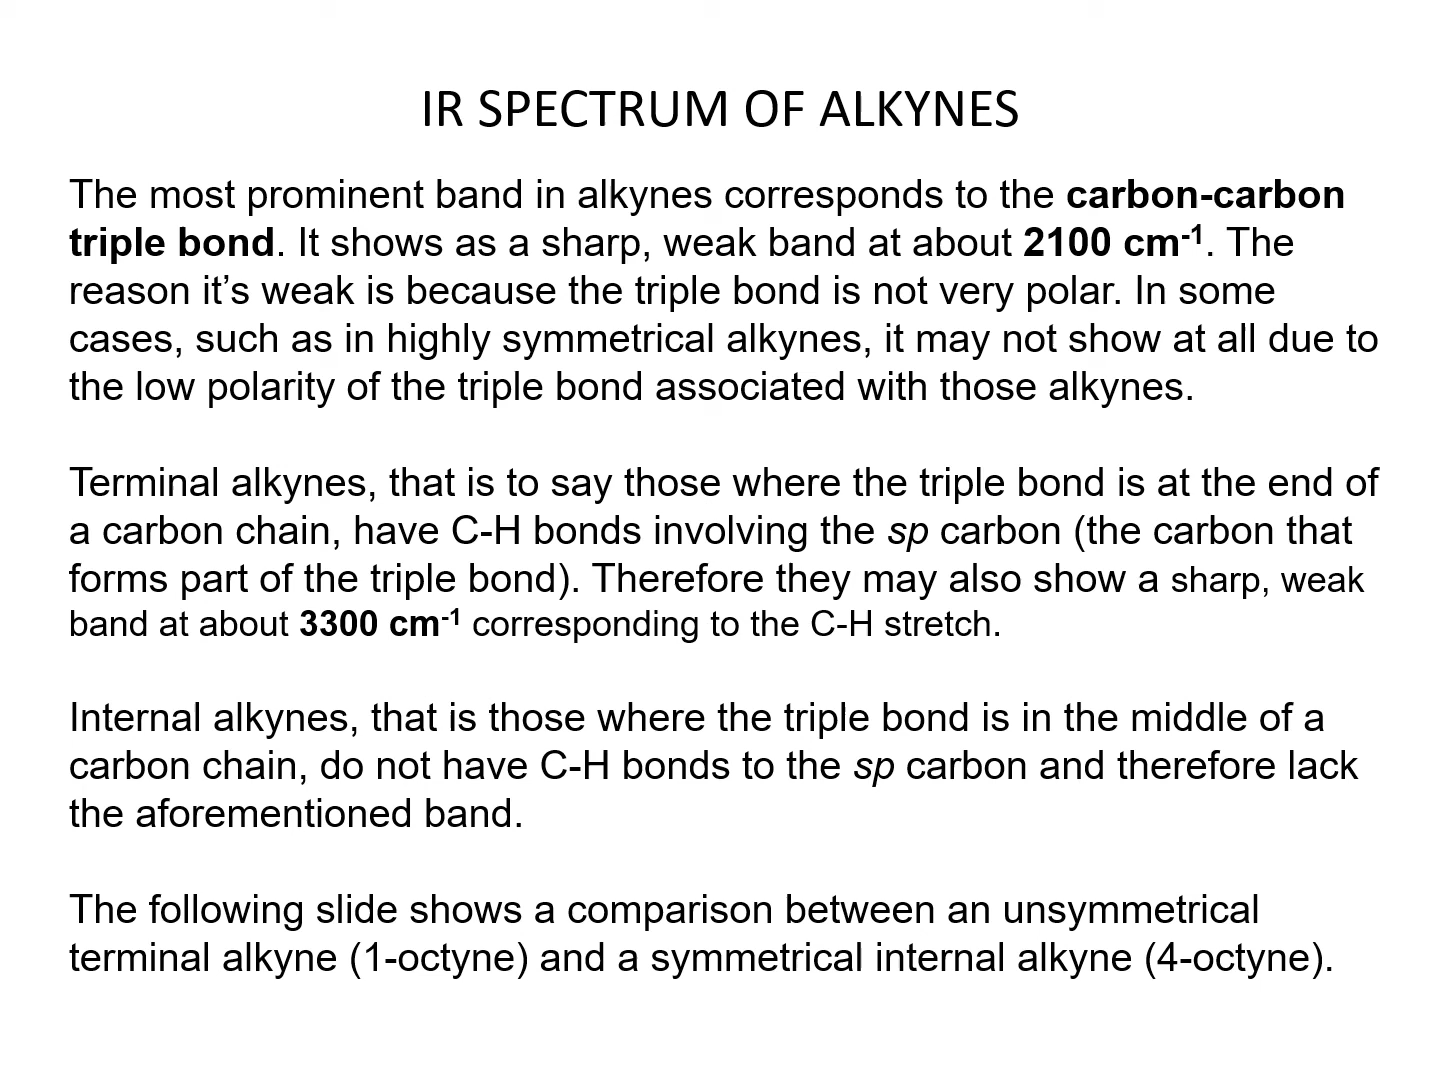 IR SPECTRUM OF ALKYNES
The most prominent band in alkynes corresponds to the carbon-carbon
triple bond. It shows as a sharp, weak band at about 2100 cm-1. The
reason it’s weak is because the triple bond is not very polar. In some
cases, such as in highly symmetrical alkynes, it may not show at all due to
the low polarity of the triple bond associated with those alkynes.
Terminal alkynes, that is to say those where the triple bond is at the end of
a carbon chain, have C-H bonds involving the sp carbon (the carbon that
forms part of the triple bond). Therefore they may also show a sharp, weak
band at about 3300 cm-1 corresponding to the C-H stretch.
Internal alkynes, that is those where the triple bond is in the middle of a
carbon chain, do not have C-H bonds to the sp carbon and therefore lack
the aforementioned band.
The following slide shows a comparison between an unsymmetrical
terminal alkyne (1-octyne) and a symmetrical internal alkyne (4-octyne).